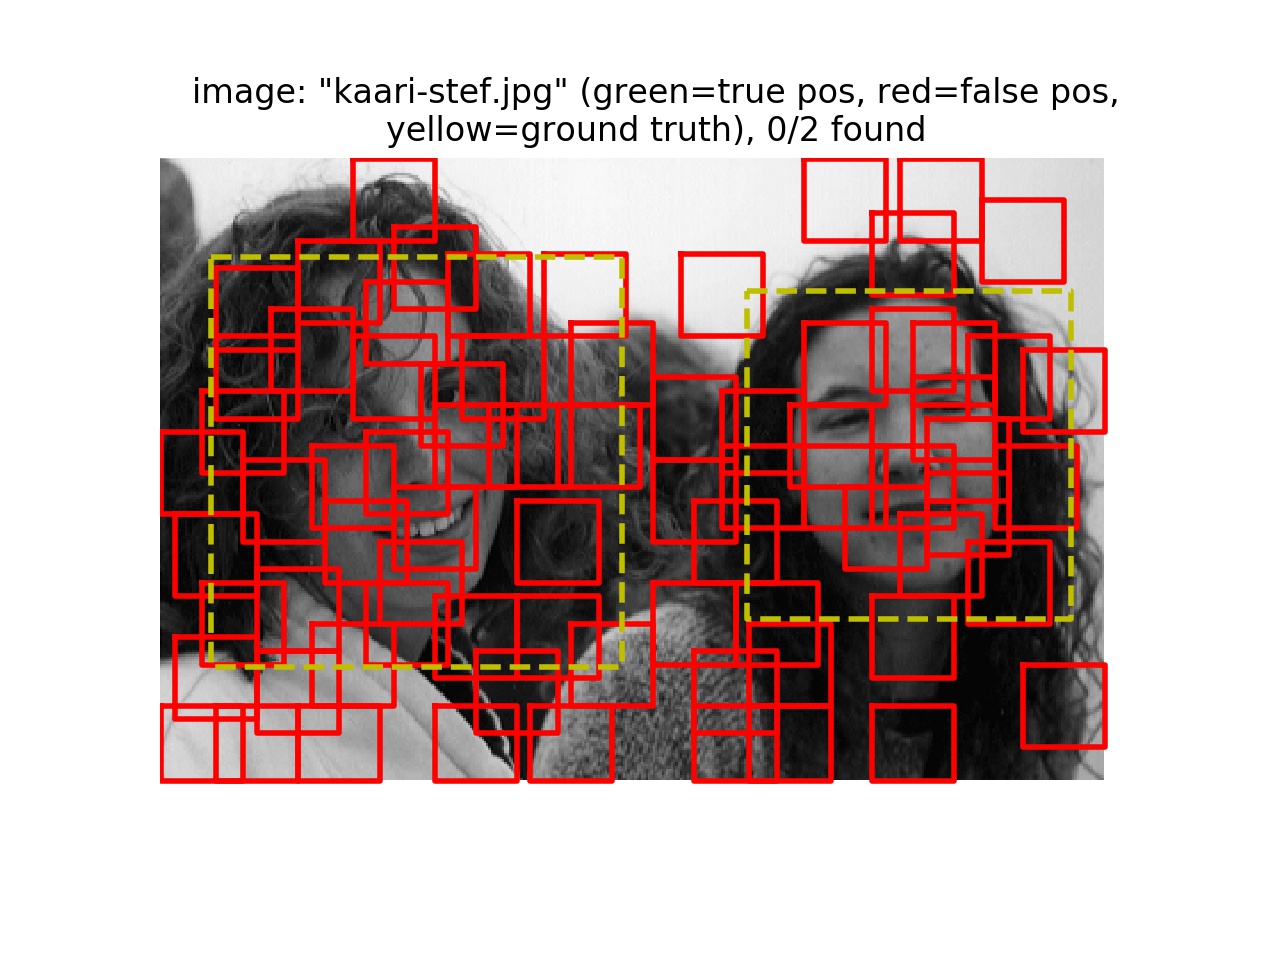 image: "kaari-stef.jpg" (green=true pos, red=false pos,
yellow=ground truth), 0/2 found